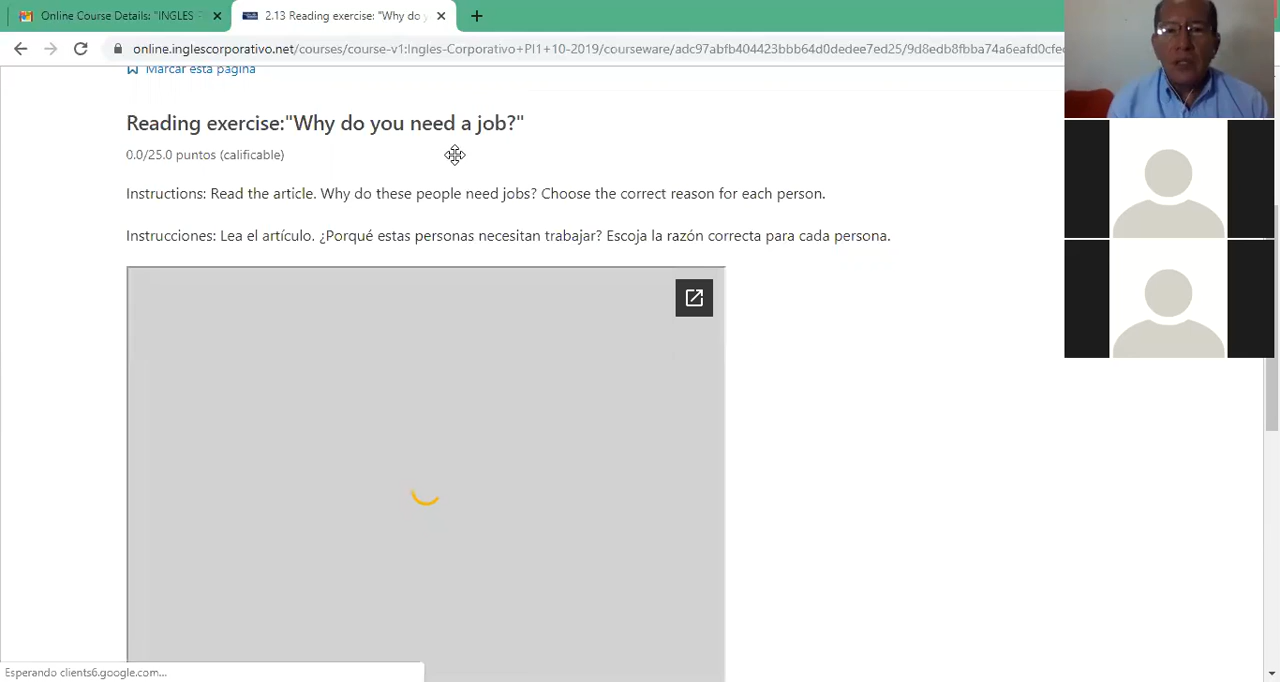 Online Course Details: "INGLES
2.13 Reading exercise: "Why do y
online.inglescorporativo.net/courses/course-v1:Ingles-Corporativo+PI1+10-2019/courseware/adc97abfb404423bbb64d0dedee7ed25/9d8edb8fbba74a6eafd0cfec
Marcar esta página
Reading exercise:"Why do you need a job?"
0.0/25.0 puntos (calificable)
Instructions: Read the article. Why do these people need jobs? Choose the correct reason for each person.
Instrucciones: Lea el artículo. ¿Porqué estas personas necesitan trabajar? Escoja la razón correcta para cada persona.
Esperando clients6.google.com...